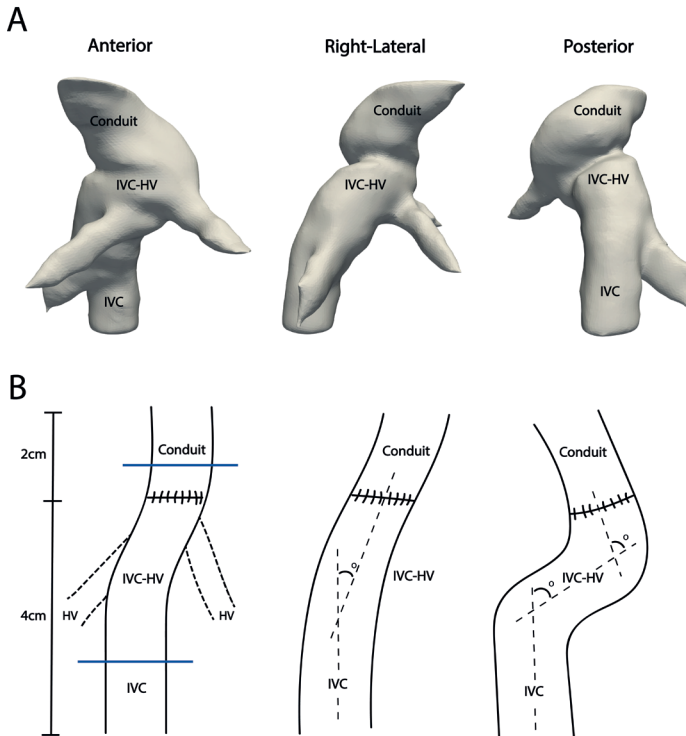 A
Anterior
Right-Lateral
Posterior
Conduit
Conduit
Conduit
IVC-HV
IVC-HV
IVC-HV
IVC
IVC
B
2cm
4cm
Conduit
IVC-HV
HV
HV
IVC
Conduit
o
IVC-HV
IVC
Conduit
o
o
IVC-HV
IVC